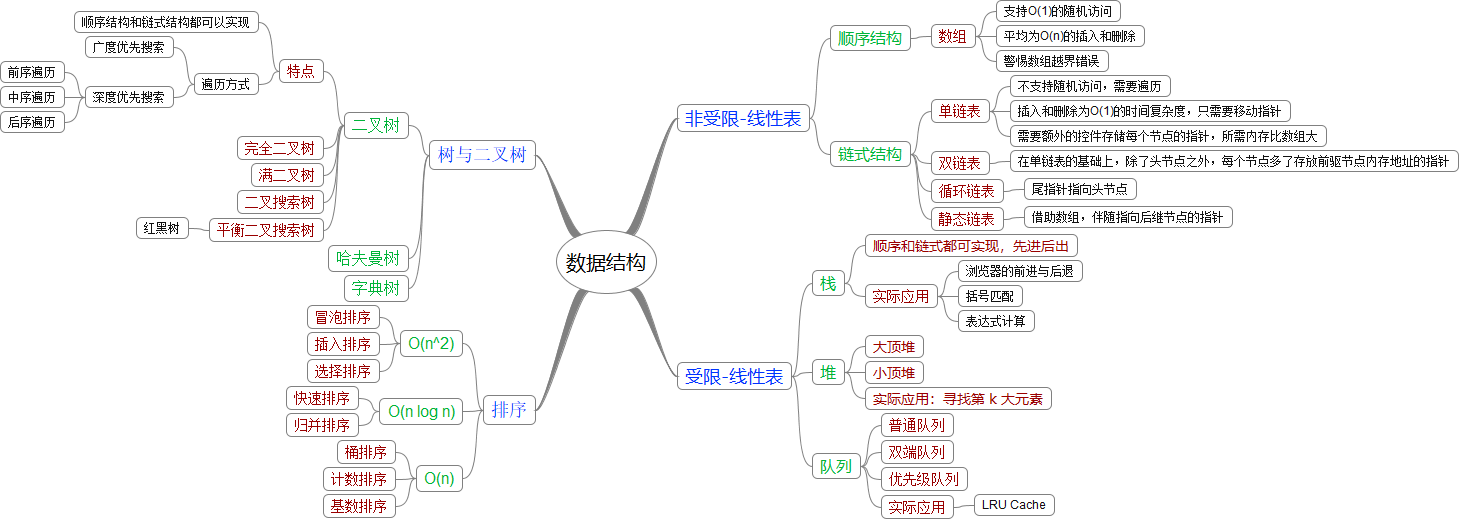 数据结构
非受限-线性表
顺序结构
数组
支持O(1)的随机访问
平均为O(n)的插入和删除
警惕数组越界错误
链式结构
单链表
不支持随机访问，需要遍历
插入和删除为O(1)的时间复杂度，只需要移动指针
需要额外的控件存储每个节点的指针，所需内存比数组大
双链表
在单链表的基础上，除了头节点之外，每个节点多了存放前驱节点内存地址的指针
循环链表
尾指针指向头节点
静态链表
借助数组，伴随指向后继节点的指针
受限-线性表
栈
顺序和链式都可实现，先进后出
实际应用
浏览器的前进与后退
括号匹配
表达式计算
堆
大顶堆
小顶堆
实际应用：寻找第 k 大元素
队列
普通队列
双端队列
优先级队列
实际应用
LRU Cache
树与二叉树
二叉树
特点
顺序结构和链式结构都可以实现
遍历方式
广度优先搜索
深度优先搜索
前序遍历
中序遍历
后序遍历
完全二叉树
满二叉树
二叉搜索树
平衡二叉搜索树
红黑树
哈夫曼树
字典树
排序
O(n^2)
冒泡排序
插入排序
选择排序
O(n log n)
快速排序
归并排序
O(n)
桶排序
计数排序
基数排序